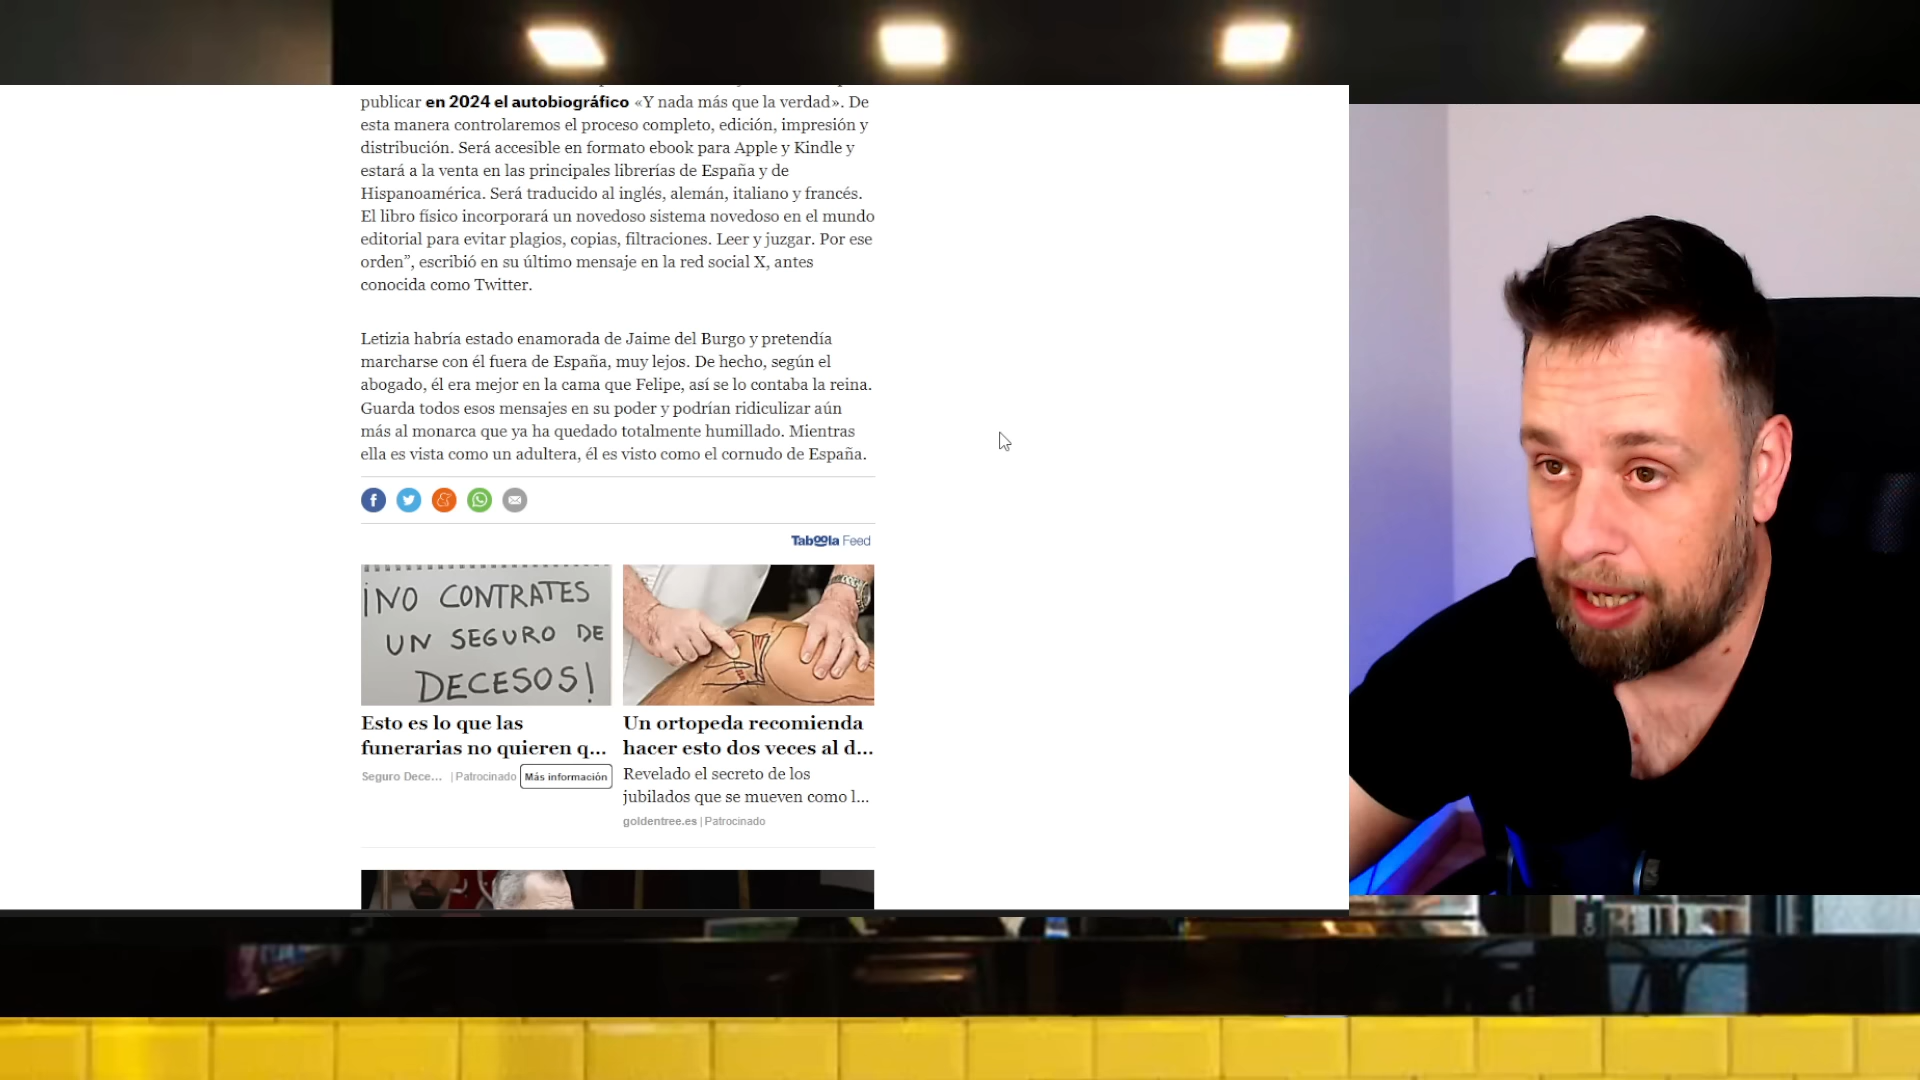 publicar en 2024 el autobiográfico «Y nada más que la verdad». De
esta manera controlaremos el proceso completo, edición, impresión y
distribución. Será accesible en formato ebook para Apple y Kindle y
estará a la venta en las principales librerías de España y de
Hispanoamérica. Será traducido al inglés, alemán, italiano y francés.
El libro físico incorporará un novedoso sistema novedoso en el mundo
editorial para evitar plagios, copias, filtraciones. Leer y juzgar. Por ese
orden”, escribió en su último mensaje en la red social X, antes
conocida como Twitter.
Letizia habría estado enamorada de Jaime del Burgo y pretendía
marcharse con él fuera de España, muy lejos. De hecho, según el
abogado, él era mejor en la cama que Felipe, así se lo contaba la reina.
Guarda todos esos mensajes en su poder y podrían ridiculizar aún
más al monarca que ya ha quedado totalmente humillado. Mientras
ella es vista como un adultera, él es visto como el cornudo de España.
Taboola Feed
¡NO CONTRATES
UN SEGURO DE
DECESOS!
Esto es lo que las
funerarias no quieren q...
Seguro Dece... | Patrocinado
Más información
Un ortopeda recomienda
hacer esto dos veces al d...
Revelado el secreto de los
jubilados que se mueven como l...
goldentree.es | Patrocinado